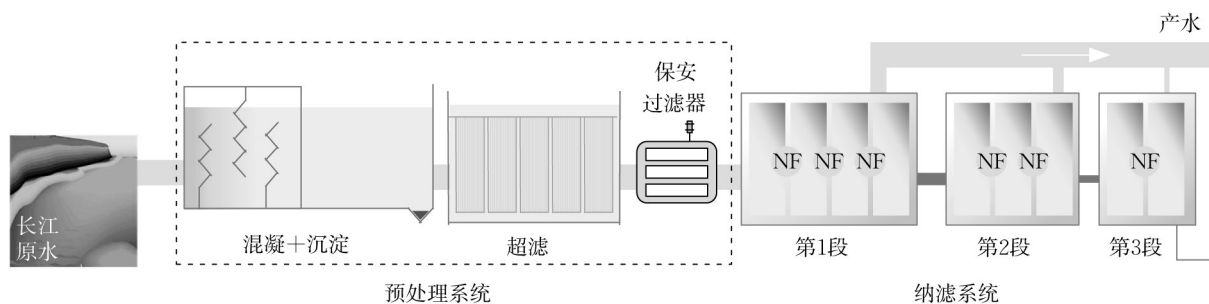 产水
保安
过滤器
NF NF NF
NF NF
NF
长江
原水
混凝+沉淀
超滤
第1段
第2段
第3段
预处理系统
纳滤系统